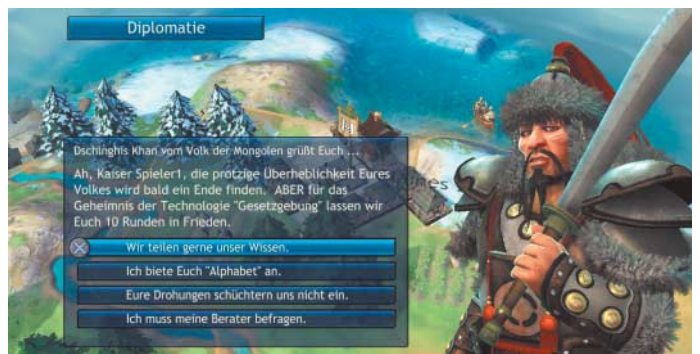 Diplomatie
Dschinghis Khan vom Volk der Mongolen grüßt Euch ...
Ah, Kaiser Spieler1, die protzige Überheblichkeit Eures
Volkes wird bald ein Ende finden. ABER für das
Geheimnis der Technologie "Gesetzgebung" lassen wir
Euch 10 Runden in Frieden.
Wir teilen gerne unser Wissen.
Ich biete Euch "Alphabet" an.
Eure Drohungen schüchtern uns nicht ein.
Ich muss meine Berater befragen.